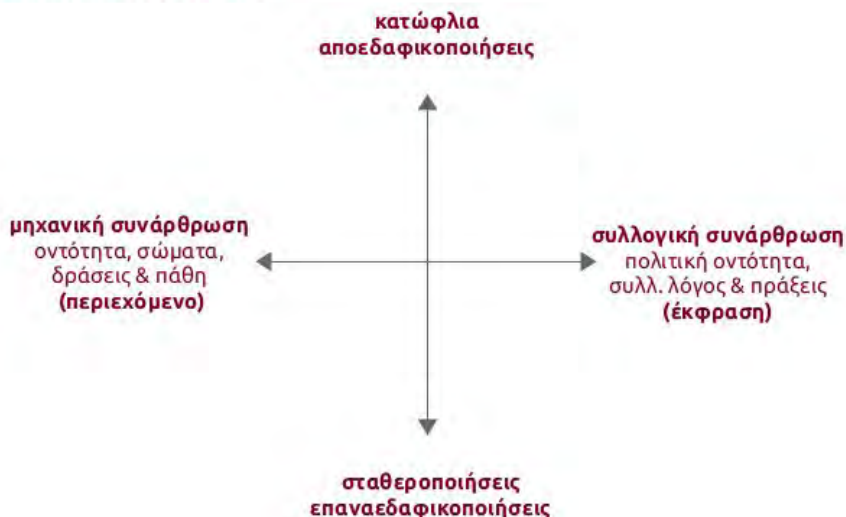 κατώφλια
αποεδαφικοποιήσεις
μηχανική συνάρθρωση
οντότητα, σώματα,
δράσεις & πάθη
(περιεχόμενο)
συλλογική συνάρθρωση
πολιτική οντότητα,
συλλ. λόγος & πράξεις
(έκφραση)
σταθεροποιήσεις
επαναεδαφικοποιήσεις